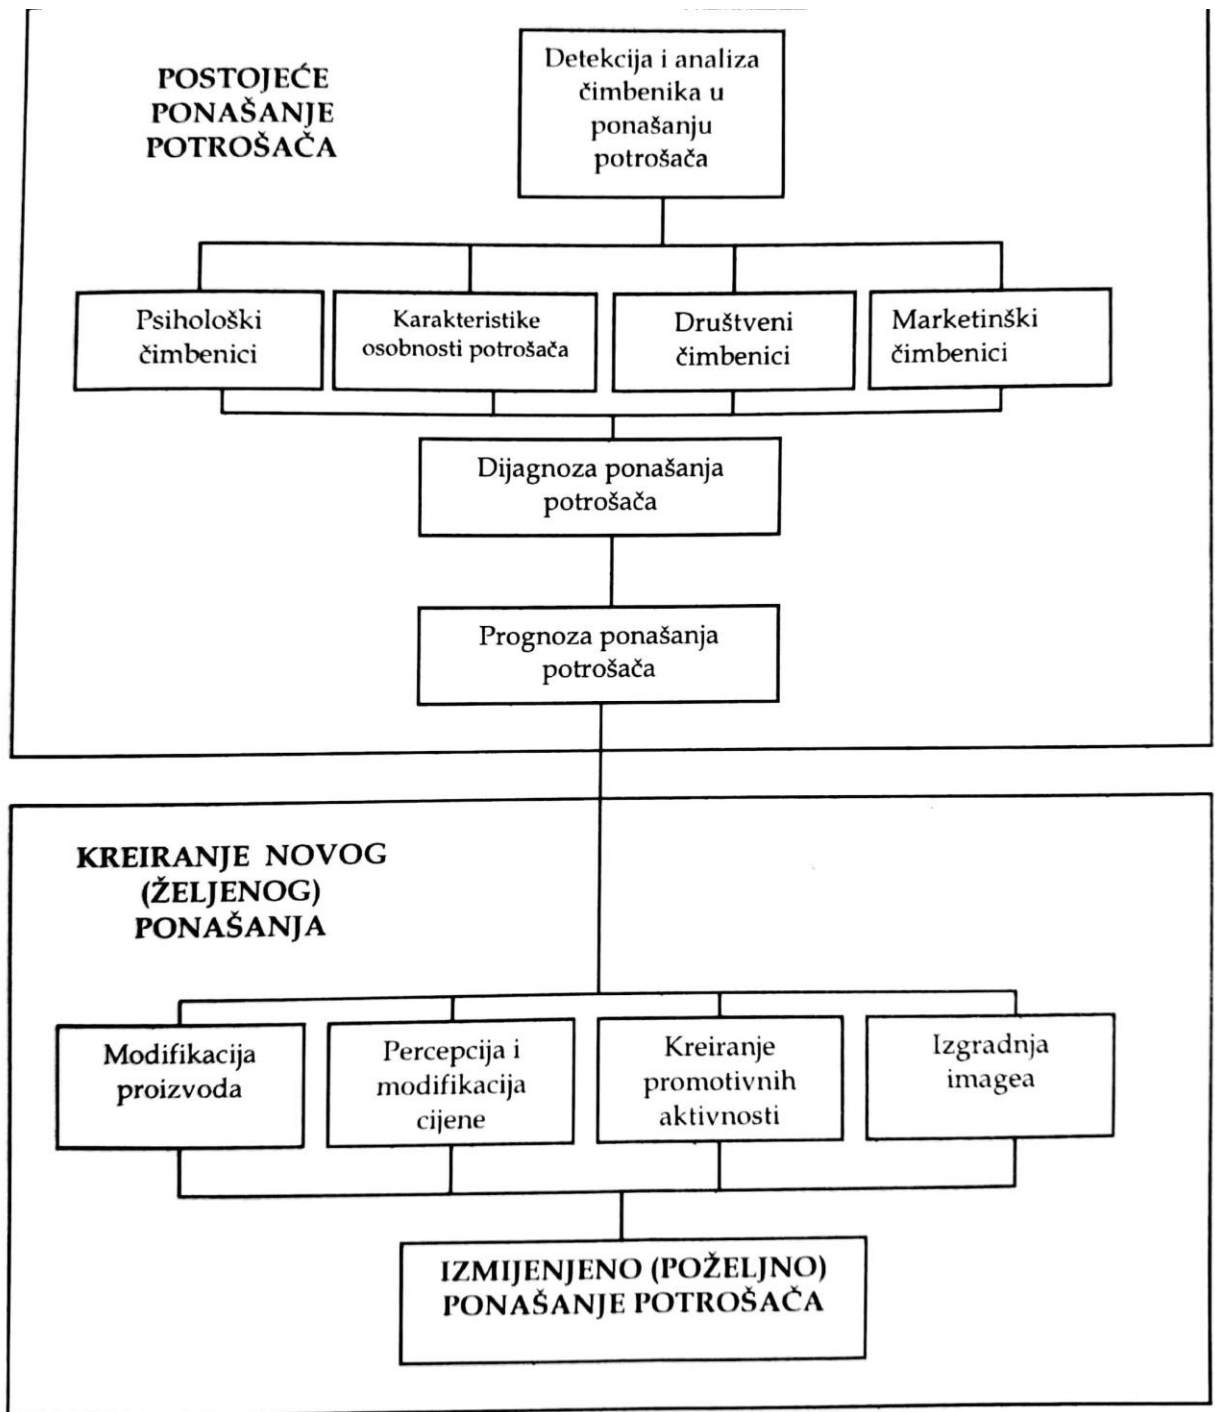 POSTOJEĆE
PONAŠANJE
POTROŠAČA
Detekcija i analiza
čimbenika u
ponašanju
potrošača
Psihološki
čimbenici
Karakteristike
osobnosti potrošača
Društveni
čimbenici
Marketinški
čimbenici
Dijagnoza ponašanja
potrošača
Prognoza ponašanja
potrošača
KREIRANJE NOVOG
(ŽELJENOG)
PONAŠANJA
Modifikacija
proizvoda
Percepcija i
modifikacija
cijene
Kreiranje
promotivnih
aktivnosti
Izgradnja
imagea
IZMIJENJENO (POŽELJNO)
PONAŠANJE POTROŠAČA